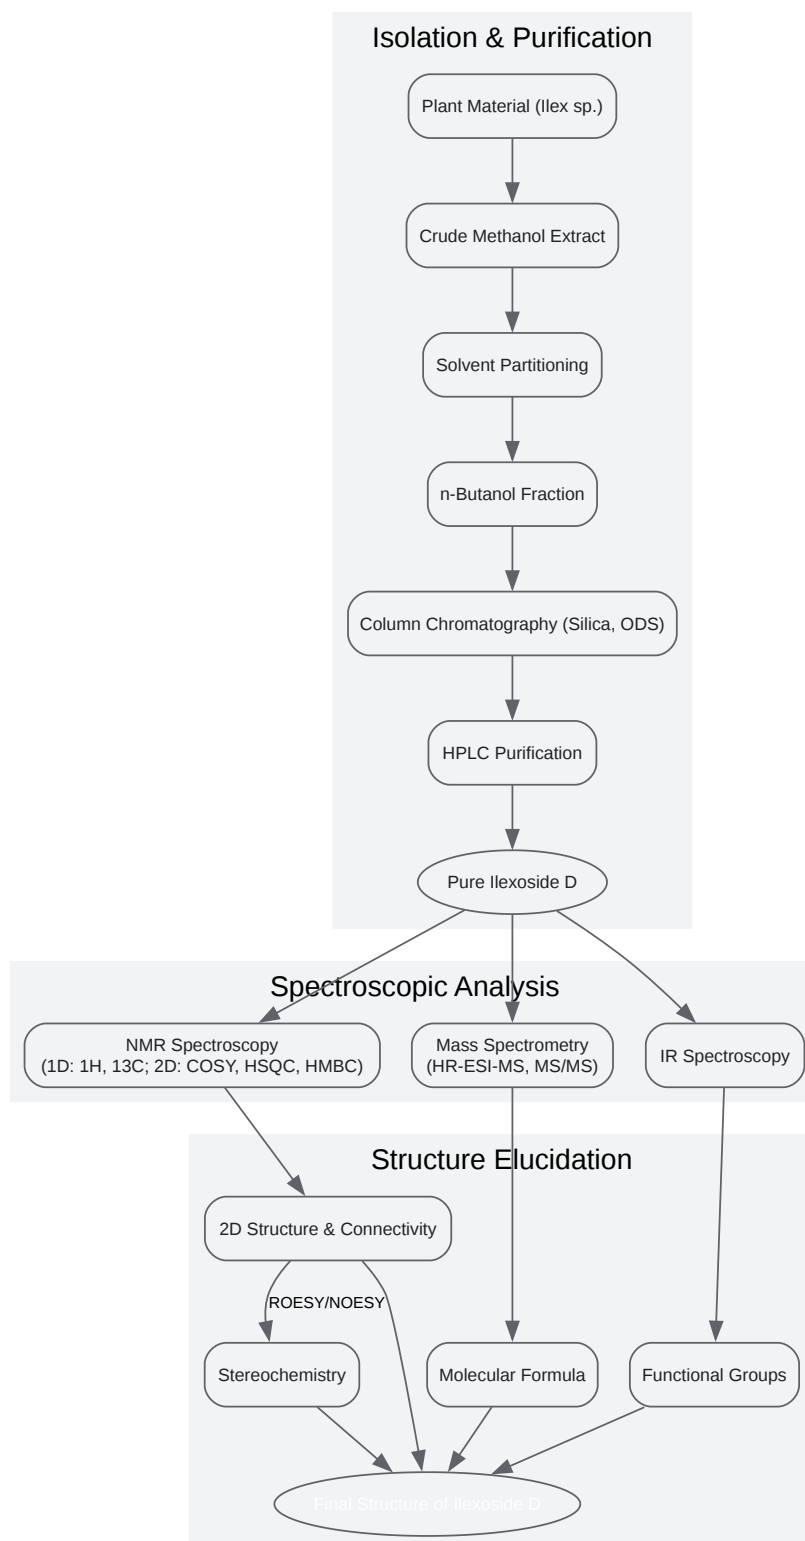 Isolation & Purification
Plant Material (Ilex sp.)
Crude Methanol Extract
Solvent Partitioning
n-Butanol Fraction
Column Chromatography (Silica, ODS)
HPLC Purification
Pure Ilexoside D
Spectroscopic Analysis
NMR Spectroscopy
(1D: 1H, 13C; 2D: COSY, HSQC, HMBC)
Mass Spectrometry
(HR-ESI-MS, MS/MS)
IR Spectroscopy
Structure Elucidation
2D Structure & Connectivity
ROESY/NOESY
Stereochemistry
Molecular Formula
Functional Groups
Final Structure of Ilexoside D